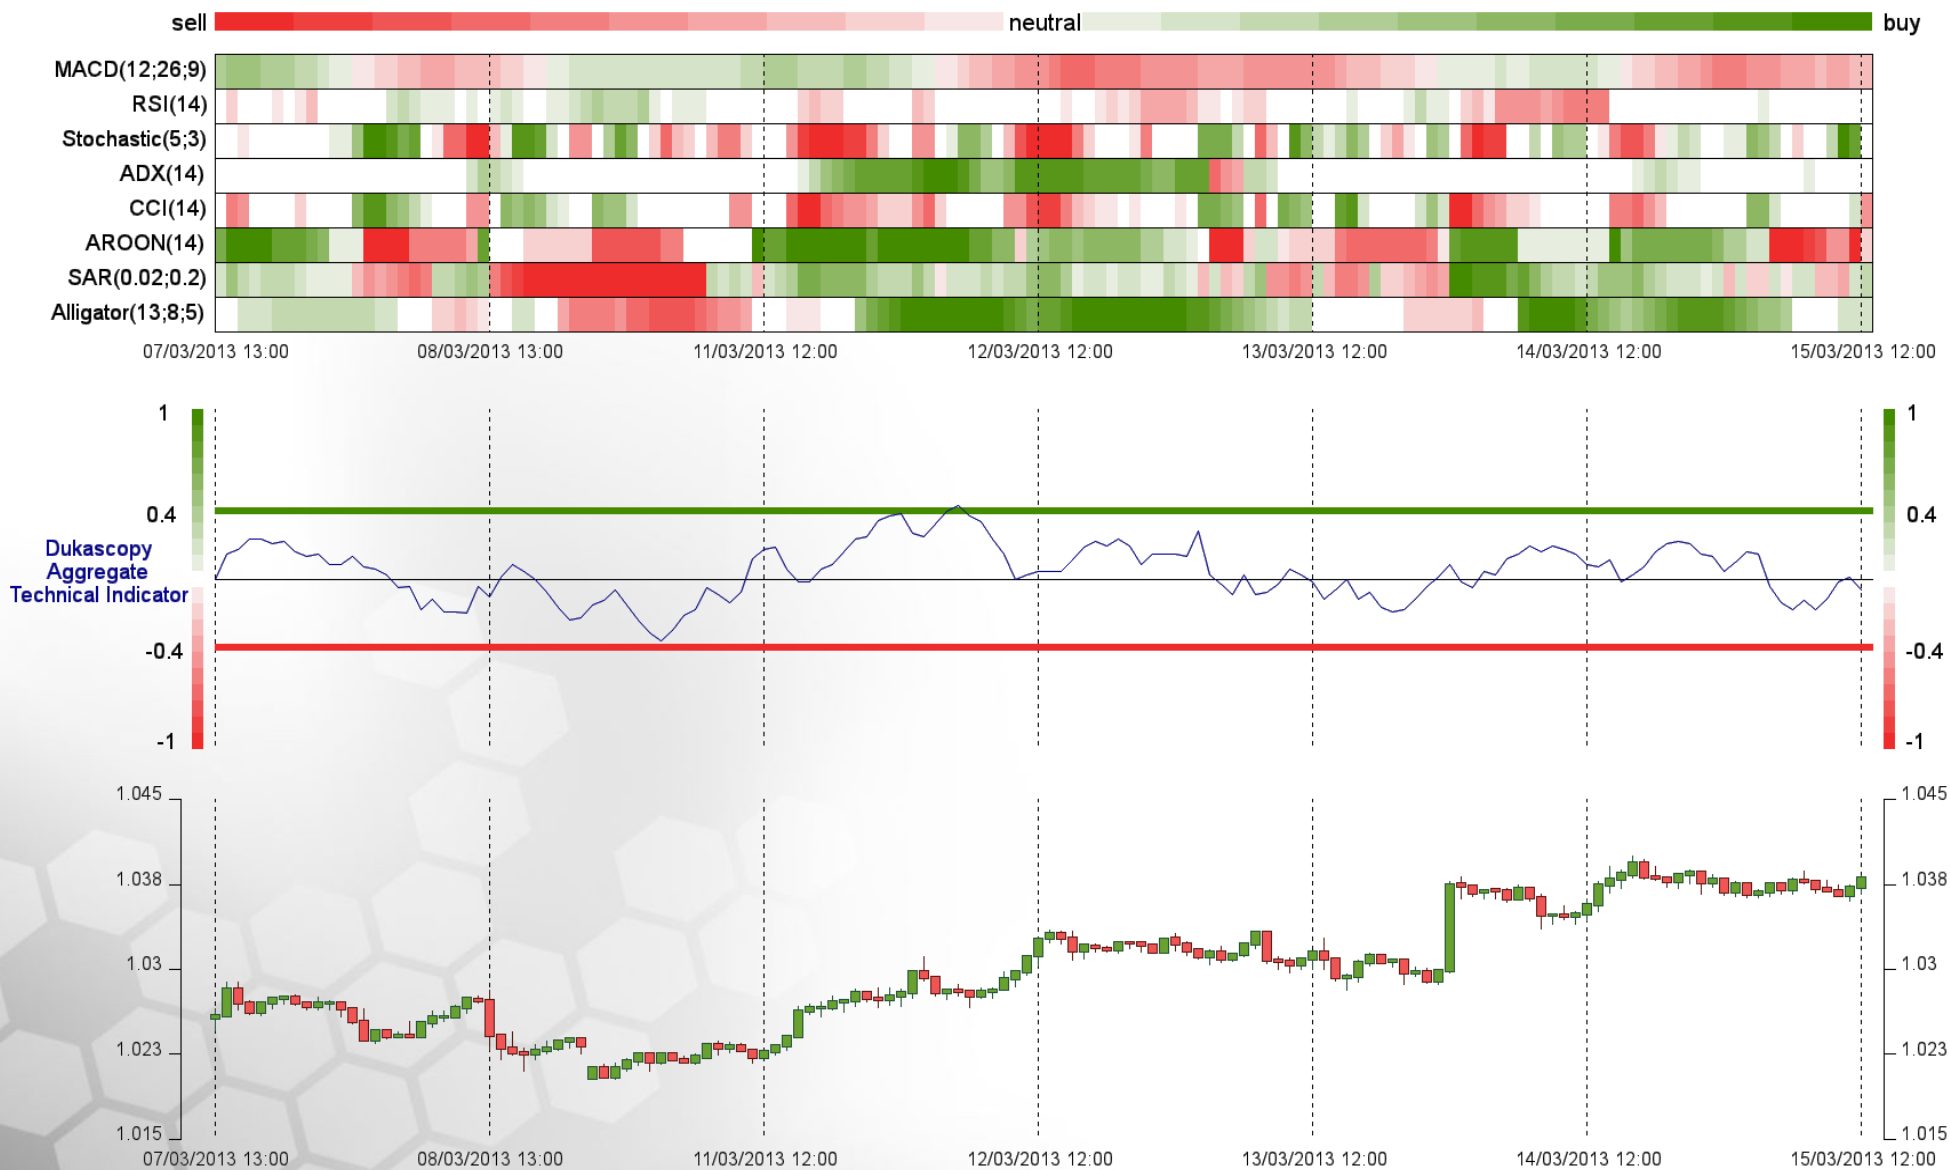 sell neutral buy
MACD(12;26;9)
RSI(14)
Stochastic(5;3)
ADX(14)
CCI(14)
AROON(14)
SAR(0.02;0.2)
Alligator(13;8;5)
07/03/2013 13:00 08/03/2013 13:00 11/03/2013 12:00 12/03/2013 12:00 13/03/2013 12:00 14/03/2013 12:00 15/03/2013 12:00
1 1
0.4 0.4
Dukascopy
Aggregate
Technical Indicator
-0.4 -0.4
-1 -1
1.045 1.045
1.038 1.038
1.03 1.03
1.023 1.023
1.015 1.015
07/03/2013 13:00 08/03/2013 13:00 11/03/2013 12:00 12/03/2013 12:00 13/03/2013 12:00 14/03/2013 12:00 15/03/2013 12:00